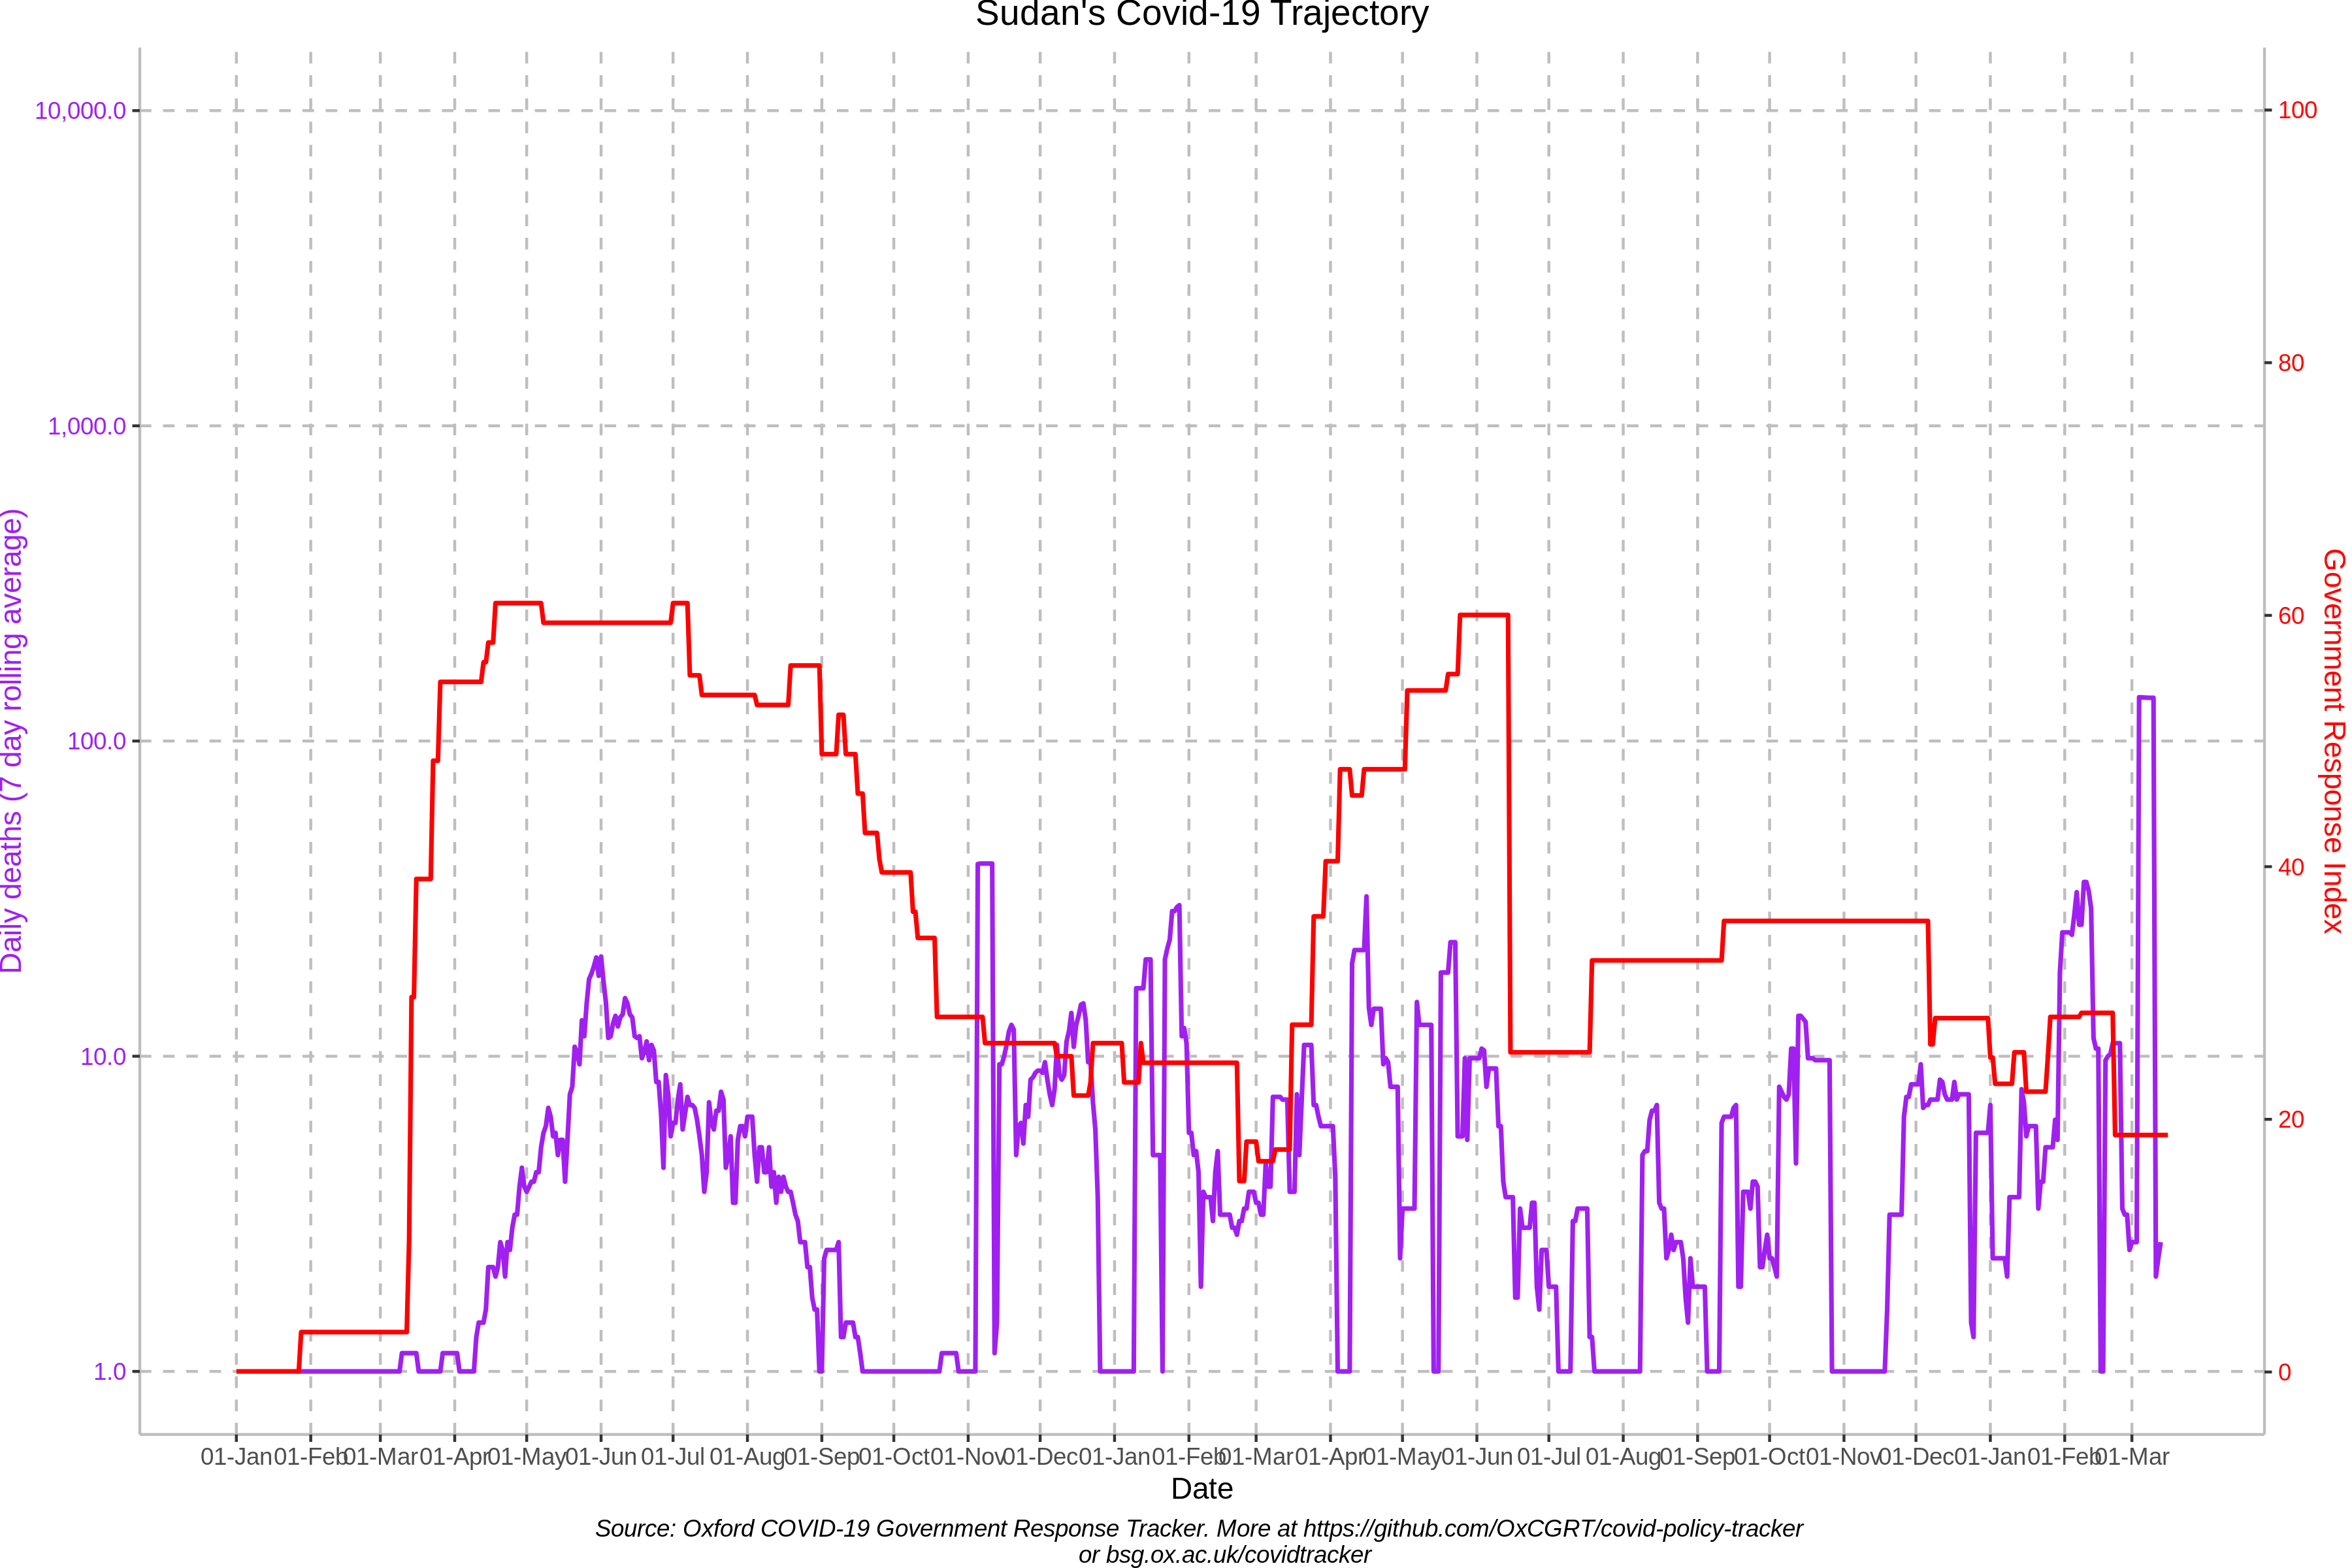 Sudan's Covid-19 Trajectory
10,000.0
1,000.0
100.0
10.0
1.0
Daily deaths (7 day rolling average)
100
80
60
40
20
0
Government Response Index
01-Jan 01-Feb 01-Mar 01-Apr 01-May 01-Jun 01-Jul 01-Aug 01-Sep 01-Oct 01-Nov 01-Dec 01-Jan 01-Feb 01-Mar 01-Apr 01-May 01-Jun 01-Jul 01-Aug 01-Sep 01-Oct 01-Nov 01-Dec 01-Jan 01-Feb 01-Mar
Date
Source: Oxford COVID-19 Government Response Tracker. More at https://github.com/OxCGRT/covid-policy-tracker
or bsg.ox.ac.uk/covidtracker